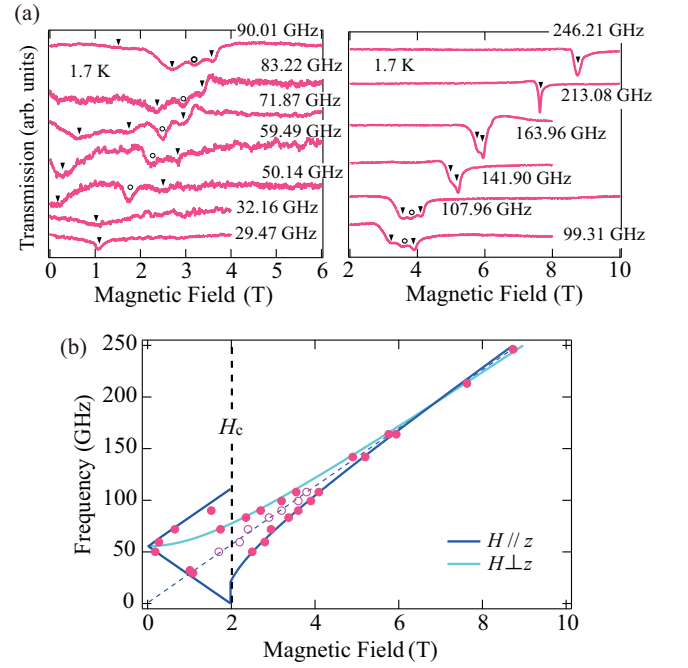 (a)
90.01 GHz
83.22 GHz
71.87 GHz
59.49 GHz
50.14 GHz
32.16 GHz
29.47 GHz
1.7 K
Transmission (arb. units)
0 1 2 3 4 5 6
Magnetic Field (T)
246.21 GHz
1.7 K
213.08 GHz
163.96 GHz
141.90 GHz
107.96 GHz
99.31 GHz
2 4 6 8 10
Magnetic Field (T)
(b)
250
200
150
100
50
0
Frequency (GHz)
Hc
H // z
H⊥z
0 2 4 6 8 10
Magnetic Field (T)